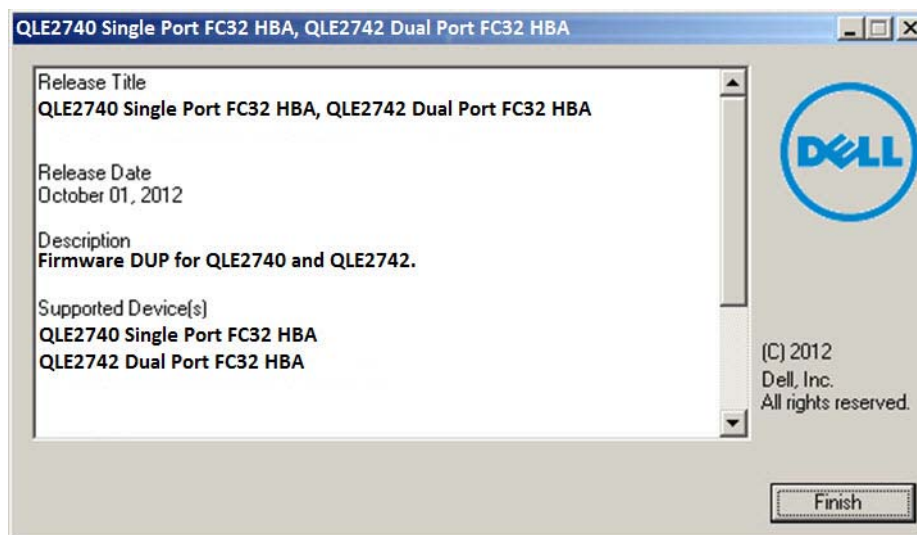 QLE2740 Single Port FC32 HBA, QLE2742 Dual Port FC32 HBA
Release Title
QLE2740 Single Port FC32 HBA, QLE2742 Dual Port FC32 HBA
Release Date
October 01, 2012
Description
Firmware DUP for QLE2740 and QLE2742.
Supported Device(s)
QLE2740 Single Port FC32 HBA
QLE2742 Dual Port FC32 HBA
DELL
(C) 2012
Dell, Inc.
All rights reserved.
Finish